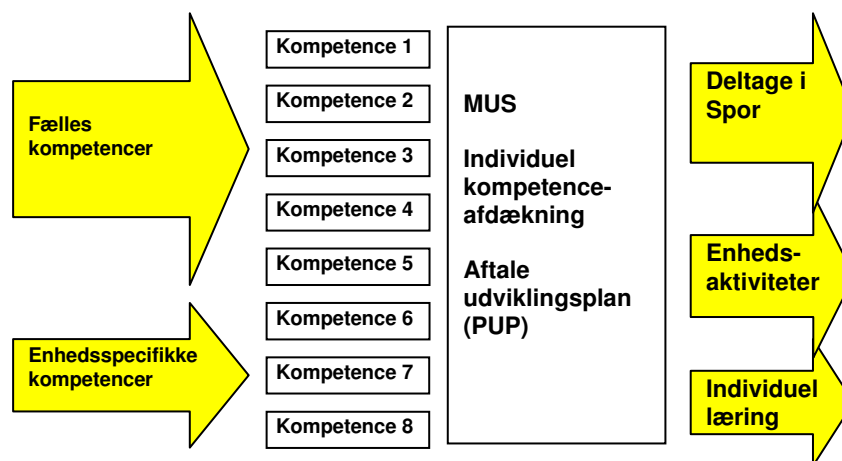 Fælles
kompetencer
Enhedsspecifikke
kompetencer
Kompetence 1
Kompetence 2
Kompetence 3
Kompetence 4
Kompetence 5
Kompetence 6
Kompetence 7
Kompetence 8
MUS
Individuel
kompetence-
afdækning
Aftale
udviklingsplan
(PUP)
Deltage i
Spor
Enheds-
aktiviteter
Individuel
læring